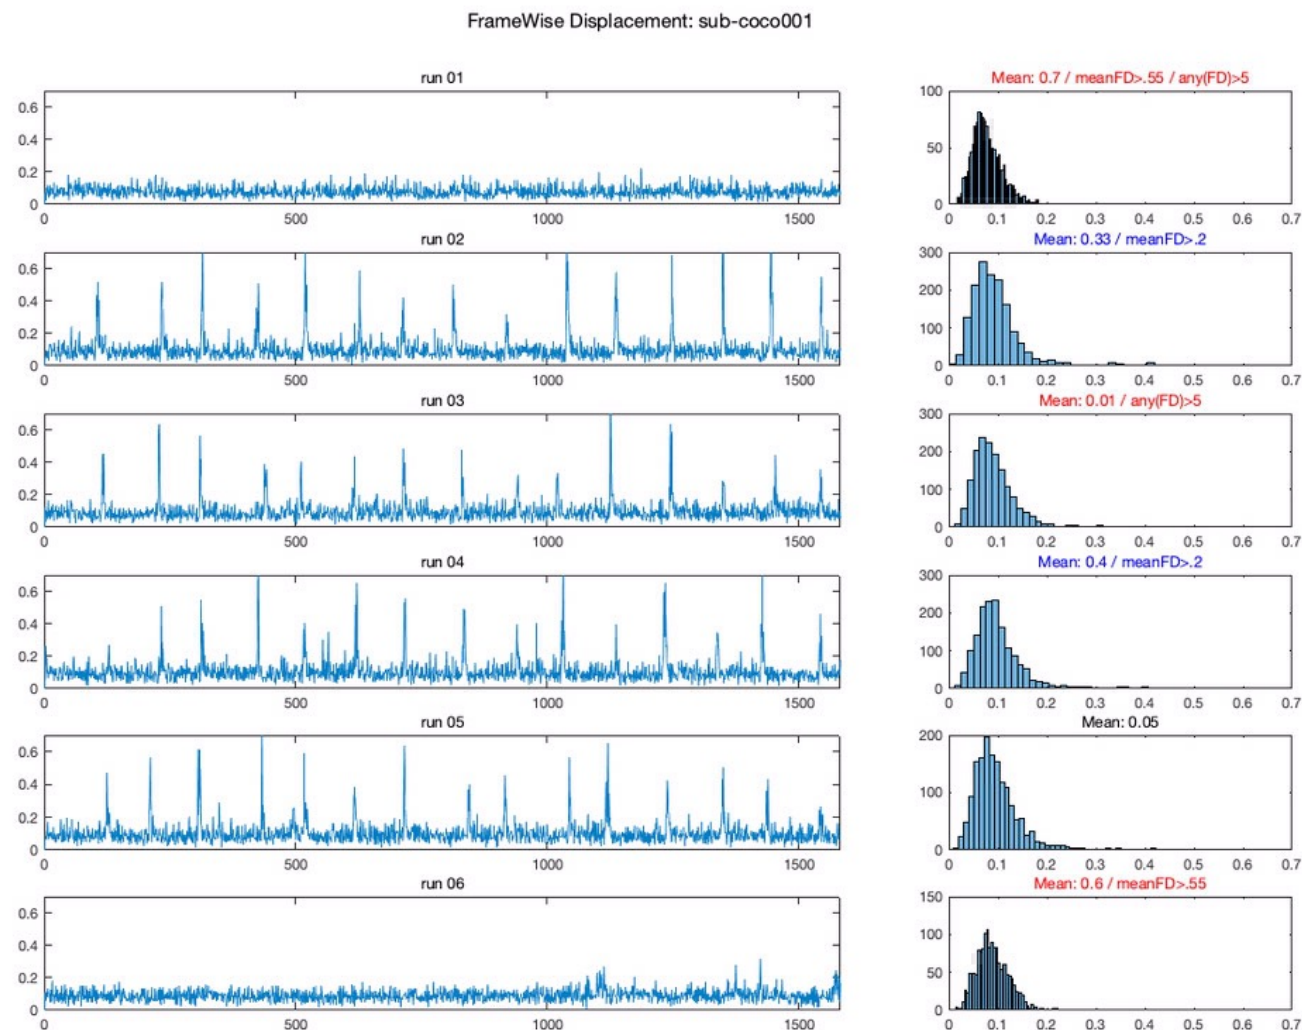 FrameWise Displacement: sub-coco001
run 01
0.6
0.4
0.2
0
0 500 1000 1500
Mean: 0.7 / meanFD>.55 / any(FD)>5
100
50
0
0 0.1 0.2 0.3 0.4 0.5 0.6 0.7
run 02
0.6
0.4
0.2
0
0 500 1000 1500
Mean: 0.33 / meanFD>.2
300
200
100
0
0 0.1 0.2 0.3 0.4 0.5 0.6 0.7
run 03
0.6
0.4
0.2
0
0 500 1000 1500
Mean: 0.01 / any(FD)>5
300
200
100
0
0 0.1 0.2 0.3 0.4 0.5 0.6 0.7
run 04
0.6
0.4
0.2
0
0 500 1000 1500
Mean: 0.4 / meanFD>.2
300
200
100
0
0 0.1 0.2 0.3 0.4 0.5 0.6 0.7
run 05
0.6
0.4
0.2
0
0 500 1000 1500
Mean: 0.05
200
100
0
0 0.1 0.2 0.3 0.4 0.5 0.6 0.7
run 06
0.6
0.4
0.2
0
0 500 1000 1500
Mean: 0.6 / meanFD>.55
150
100
50
0
0 0.1 0.2 0.3 0.4 0.5 0.6 0.7